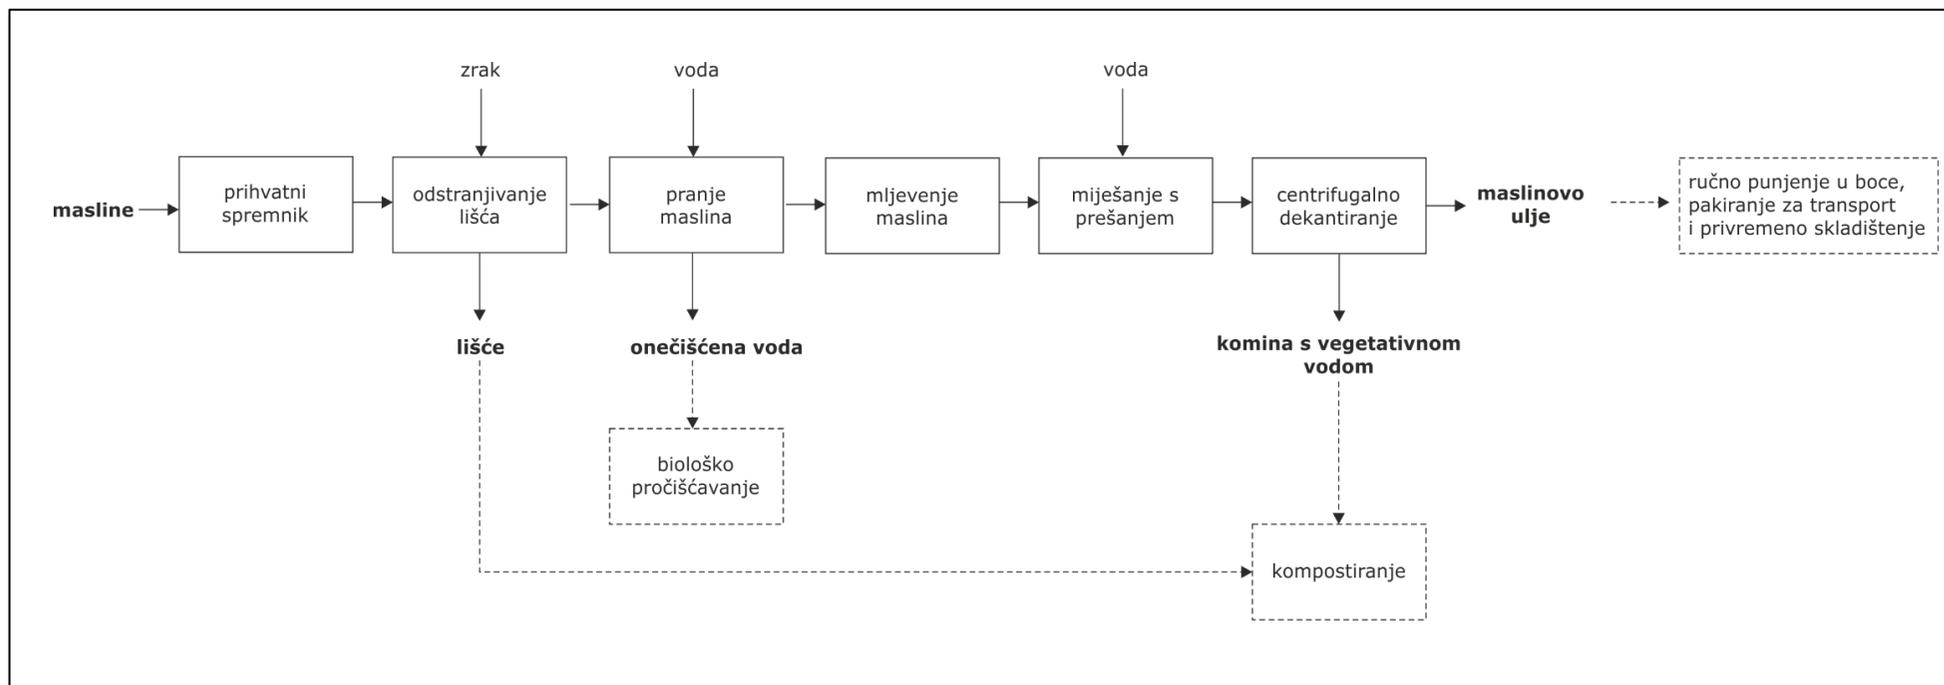 zrak
voda
voda
masline
prihvatni
spremnik
odstranjivanje
lišća
pranje
maslina
mljevenje
maslina
miješanje s
prešanjem
centrifugalno
dekantiranje
maslinovo
ulje
ručno punjenje u boce,
pakiranje za transport
i privremeno skladištenje
lišće
onečišćena voda
komina s vegetativnom
vodom
biološko
pročišćavanje
kompostiranje